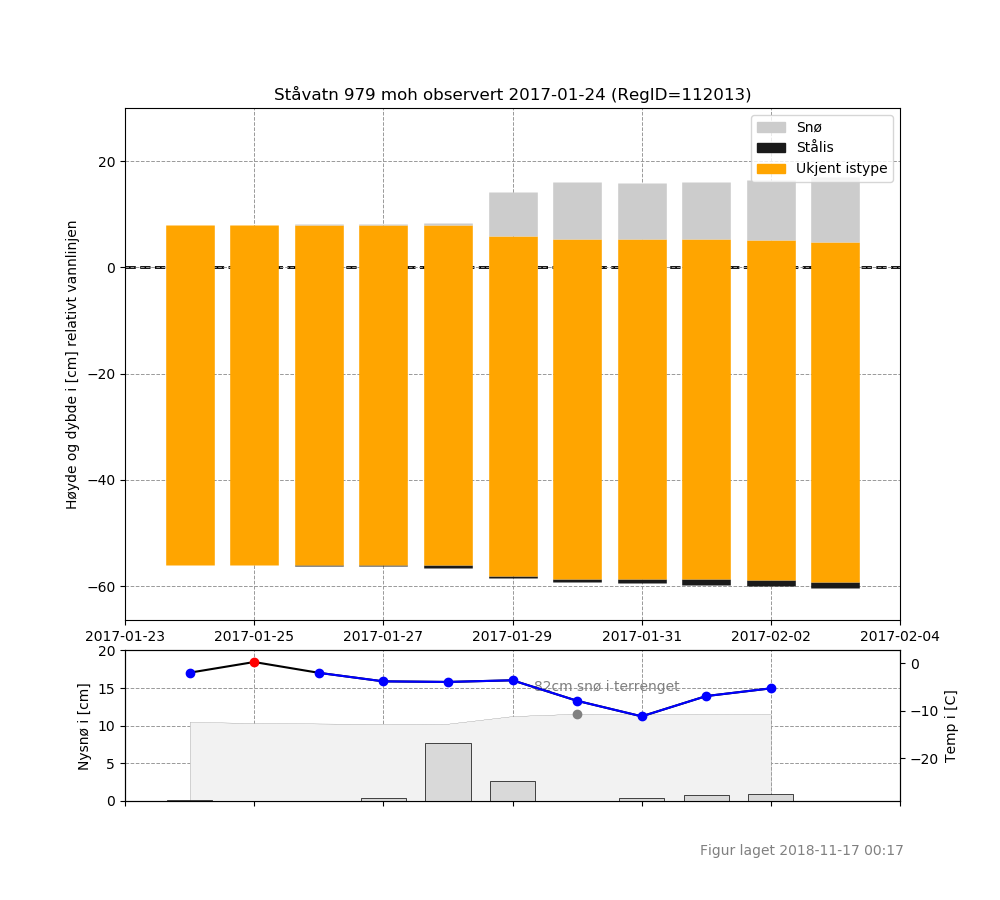 Ståvatn 979 moh observert 2017-01-24 (RegID=112013)
Snø
Stålis
Ukjent istype
Høyde og dybde i [cm] relativt vannlinjen
20
0
−20
−40
−60
2017-01-23 2017-01-25 2017-01-27 2017-01-29 2017-01-31 2017-02-02 2017-02-04
Nysnø i [cm]
20
15
10
5
0
82cm snø i terrenget
0
−10
−20
Temp i [C]
Figur laget 2018-11-17 00:17